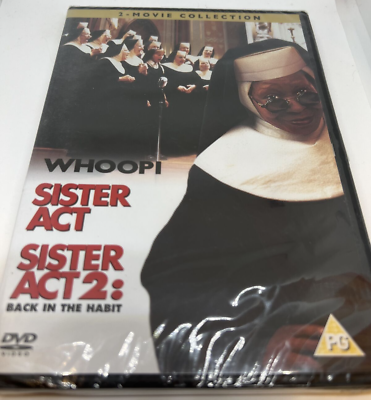 2-MOVIE COLLECTION
WHOOPI
SISTER
ACT
SISTER
ACT 2:
BACK IN THE HABIT
DVD
VIDEO
PG